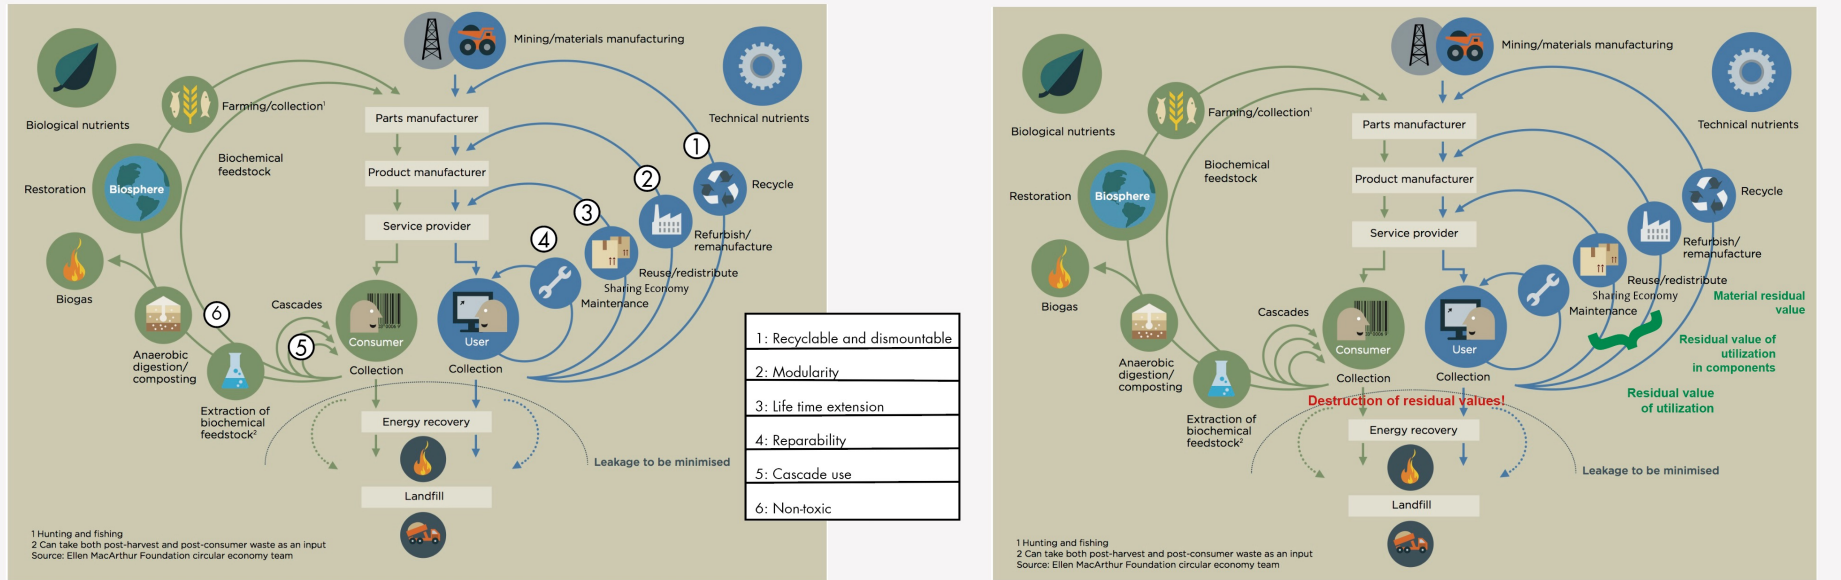 Mining/materials manufacturing
Biological nutrients
Farming/collection¹
Parts manufacturer
Technical nutrients
1
Biochemical
feedstock
Product manufacturer
2
Restoration
Biosphere
Recycle
3
Service provider
4
Refurbish/
remanufacture
Reuse/redistribute
Sharing Economy
Maintenance
Biogas
6
Cascades
5
Consumer
User
Anaerobic
digestion/
composting
Collection
Collection
Extraction of
biochemical
feedstock²
Energy recovery
Leakage to be minimised
Landfill
1 Hunting and fishing
2 Can take both post-harvest and post-consumer waste as an input
Source: Ellen MacArthur Foundation circular economy team
1: Recyclable and dismountable
2: Modularity
3: Life time extension
4: Reparability
5: Cascade use
6: Non-toxic
Mining/materials manufacturing
Biological nutrients
Farming/collection¹
Parts manufacturer
Technical nutrients
Biochemical
feedstock
Product manufacturer
Restoration
Biosphere
Recycle
Service provider
Refurbish/
remanufacture
Reuse/redistribute
Sharing Economy
Maintenance
Material residual
value
Biogas
Cascades
Consumer
User
Residual value of
utilization
in components
Anaerobic
digestion/
composting
Collection
Collection
Residual value
of utilization
Destruction of residual values!
Extraction of
biochemical
feedstock²
Energy recovery
Leakage to be minimised
Landfill
1 Hunting and fishing
2 Can take both post-harvest and post-consumer waste as an input
Source: Ellen MacArthur Foundation circular economy team